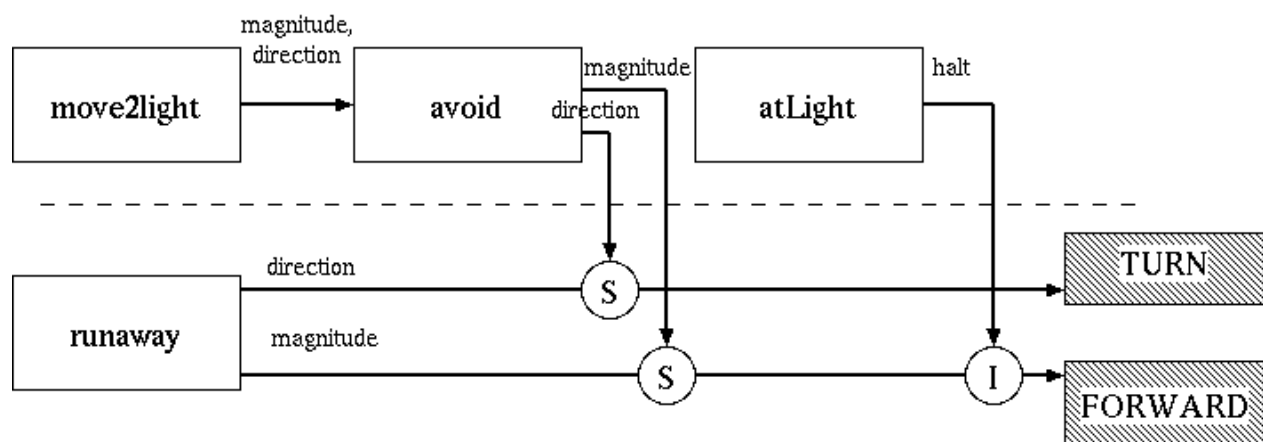 magnitude,
direction
move2light
avoid
magnitude
direction
atLight
halt
runaway
direction
magnitude
S
S
I
TURN
FORWARD